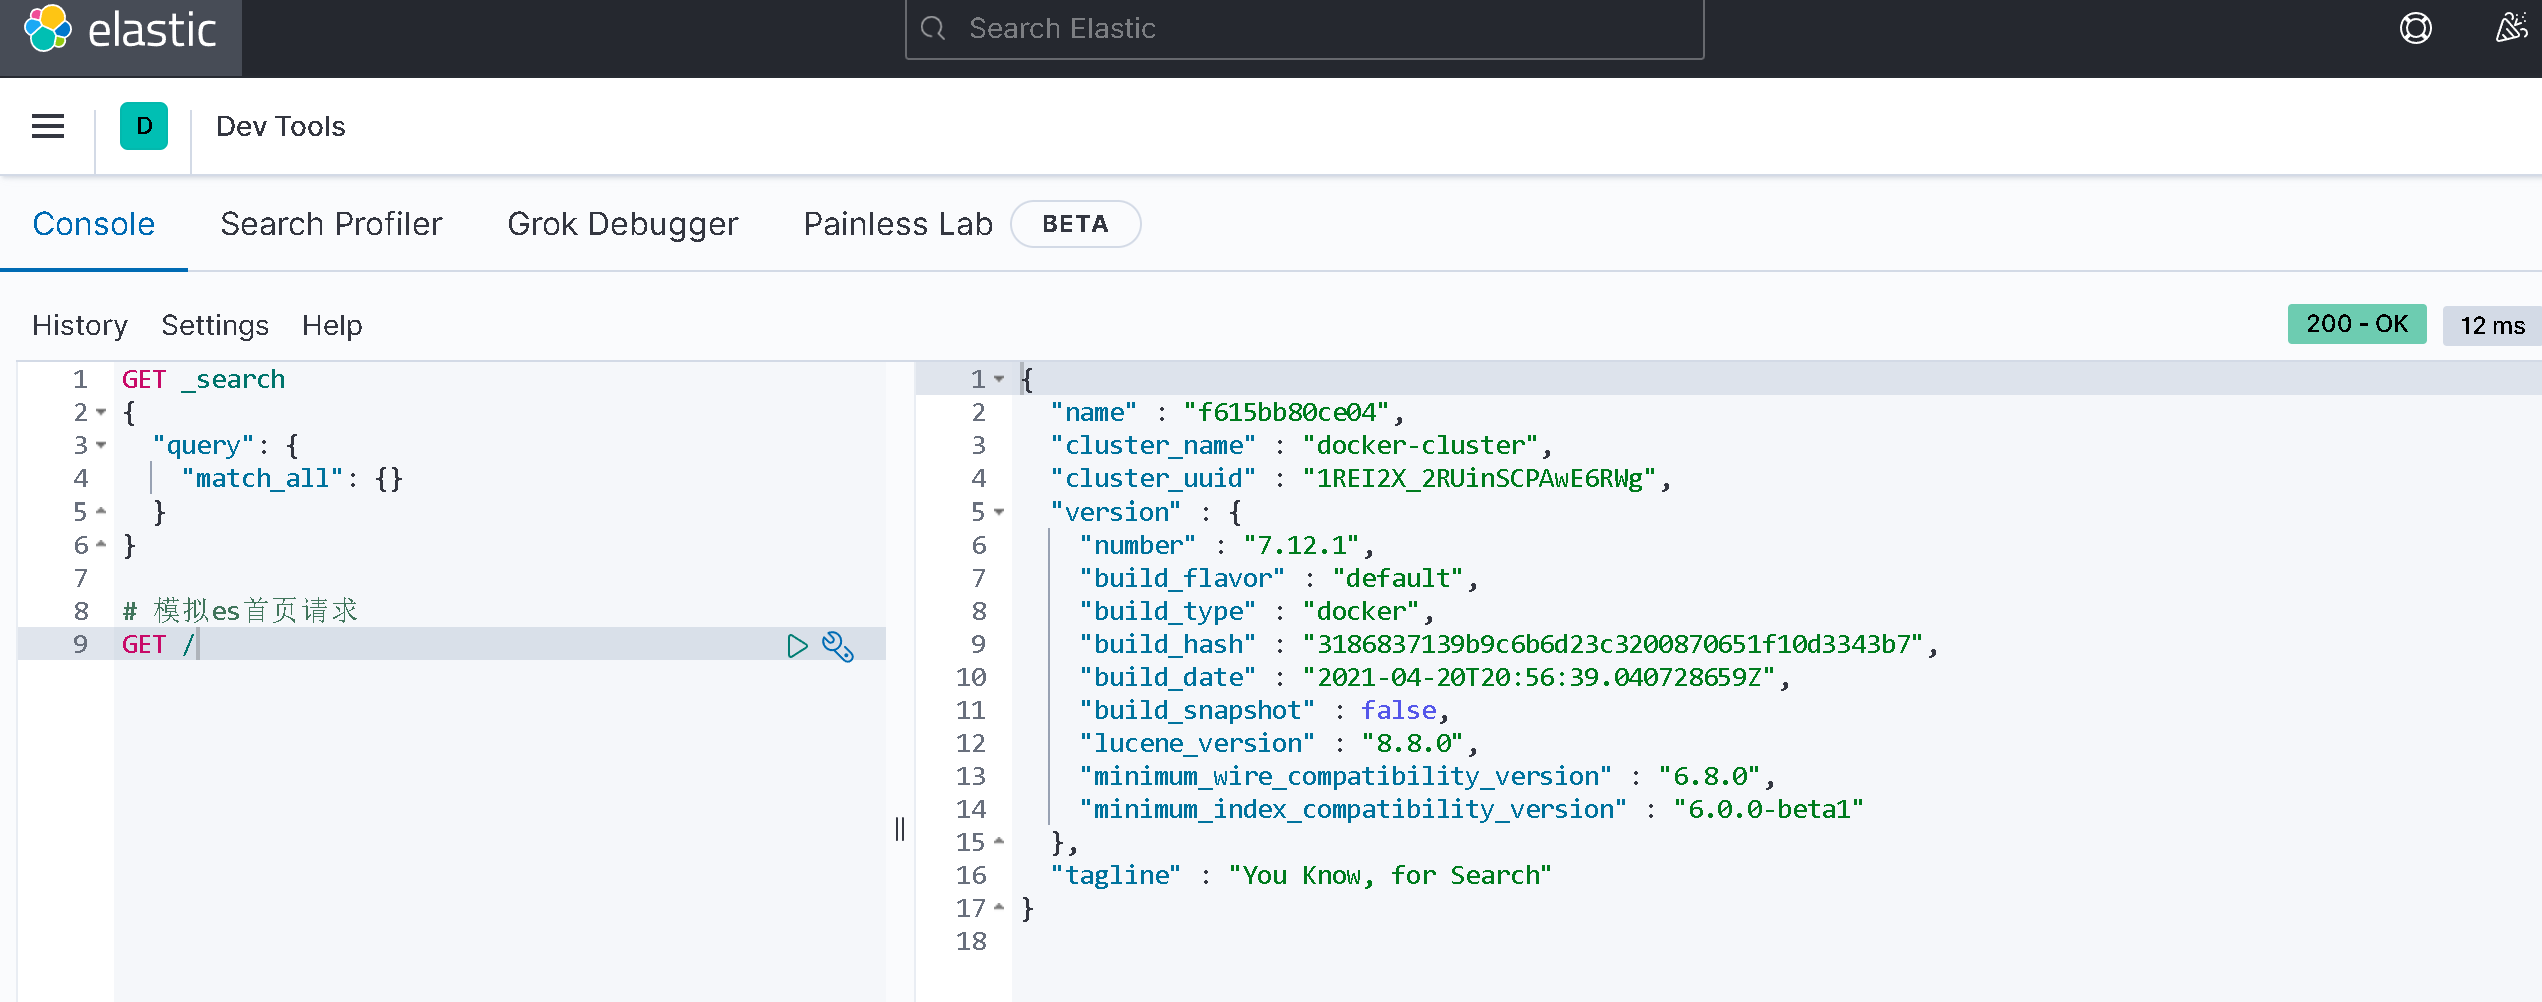 elastic
Search Elastic
D
Dev Tools
Console
Search Profiler
Grok Debugger
Painless Lab
BETA
History
Settings
Help
200 - OK
12 ms
1 GET _search
2 {
3 "query": {
4 "match_all": {}
5 }
6 }
7
8 # 模拟es首页请求
9 GET /
1 {
2 "name" : "f615bb80ce04",
3 "cluster_name" : "docker-cluster",
4 "cluster_uuid" : "1REI2X_2RUinSCPAwE6RWg",
5 "version" : {
6 "number" : "7.12.1",
7 "build_flavor" : "default",
8 "build_type" : "docker",
9 "build_hash" : "3186837139b9c6b6d23c3200870651f10d3343b7",
10 "build_date" : "2021-04-20T20:56:39.040728659Z",
11 "build_snapshot" : false,
12 "lucene_version" : "8.8.0",
13 "minimum_wire_compatibility_version" : "6.8.0",
14 "minimum_index_compatibility_version" : "6.0.0-beta1"
15 },
16 "tagline" : "You Know, for Search"
17 }
18